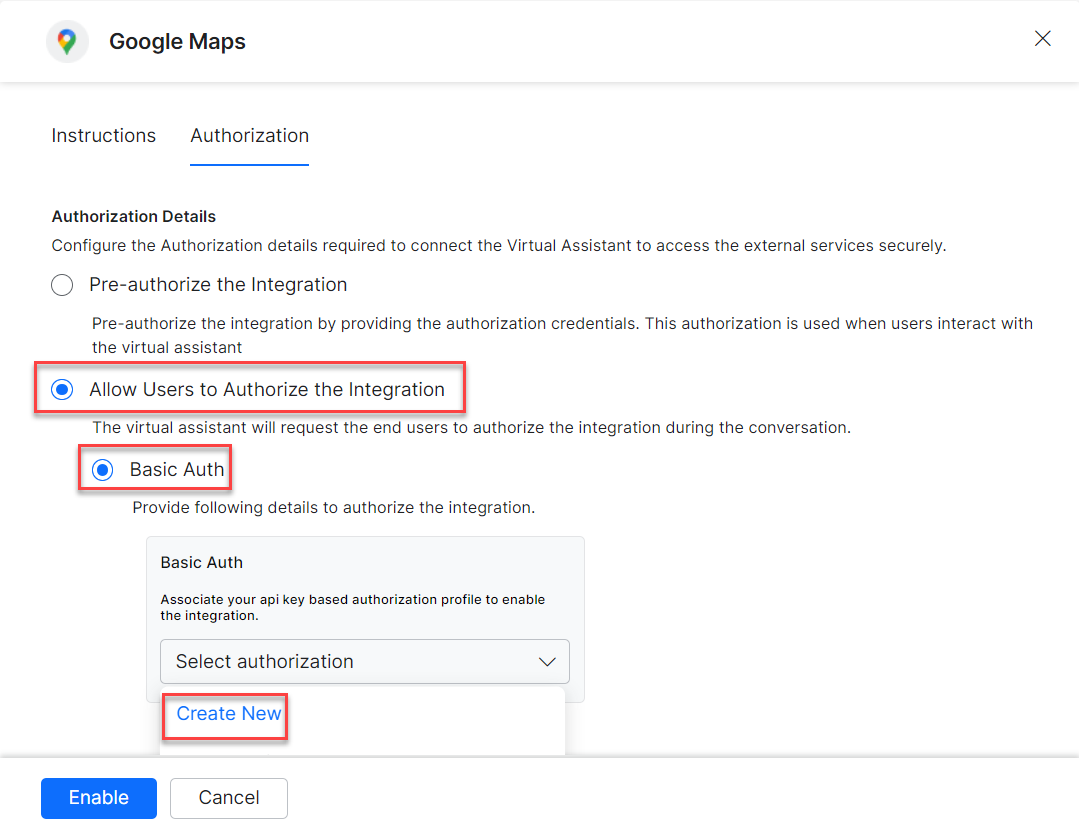 Google Maps
Instructions
Authorization
Authorization Details
Configure the Authorization details required to connect the Virtual Assistant to access the external services securely.
Pre-authorize the Integration
Pre-authorize the integration by providing the authorization credentials. This authorization is used when users interact with
the virtual assistant
Allow Users to Authorize the Integration
The virtual assistant will request the end users to authorize the integration during the conversation.
Basic Auth
Provide following details to authorize the integration.
Basic Auth
Associate your api key based authorization profile to enable
the integration.
Select authorization
Create New
Enable
Cancel